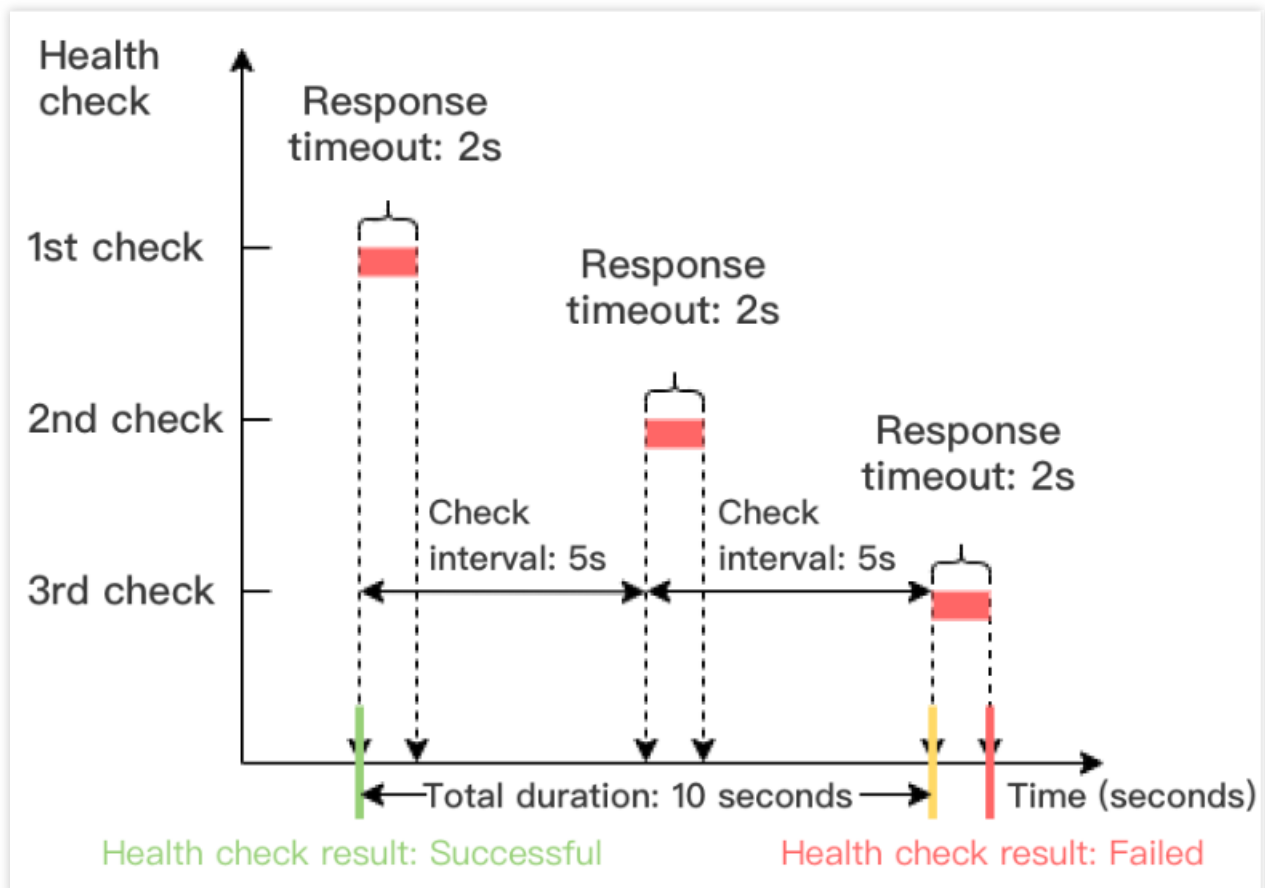 Health
check
Response
timeout: 2s
1st check
Response
timeout: 2s
2nd check
Response
timeout: 2s
Check
interval: 5s
Check
interval: 5s
3rd check
Total duration: 10 seconds
Time (seconds)
Health check result: Successful
Health check result: Failed